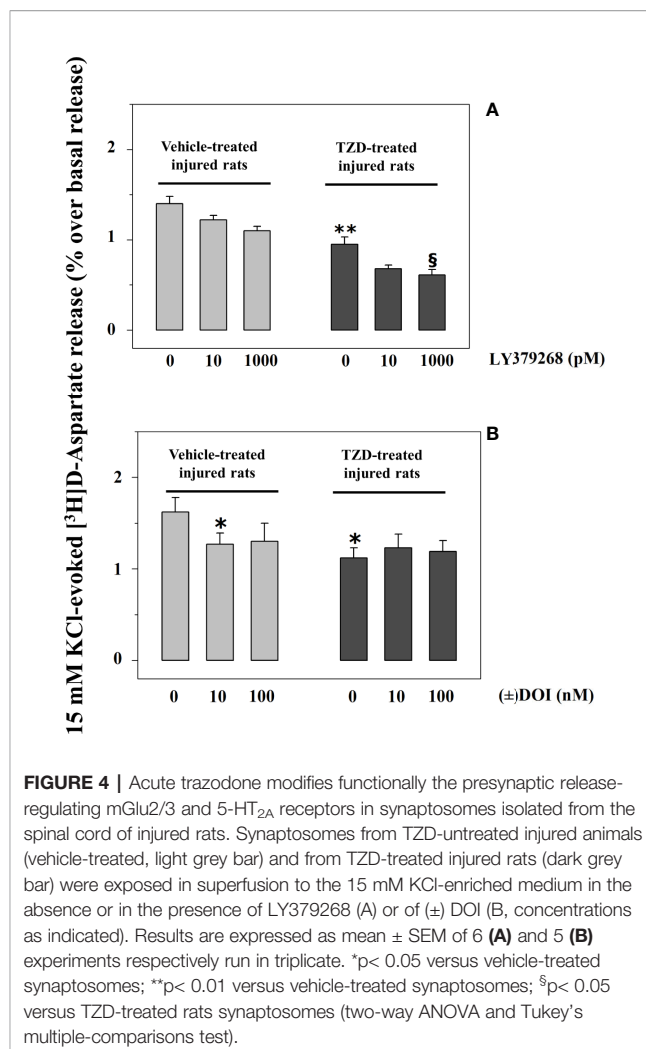 15 mM KCl-evoked [³H]D-Aspartate release (% over basal release)
A
2
1
0
Vehicle-treated
injured rats
TZD-treated
injured rats
**
§
0 10 1000 0 10 1000
LY379268 (pM)
B
2
1
0
Vehicle-treated
injured rats
TZD-treated
injured rats
*
*
0 10 100 0 10 100
(±)DOI (nM)
FIGURE 4 | Acute trazodone modifies functionally the presynaptic release-
regulating mGlu2/3 and 5-HT₂A receptors in synaptosomes isolated from the
spinal cord of injured rats. Synaptosomes from TZD-untreated injured animals
(vehicle-treated, light grey bar) and from TZD-treated injured rats (dark grey
bar) were exposed in superfusion to the 15 mM KCl-enriched medium in the
absence or in the presence of LY379268 (A) or of (±) DOI (B, concentrations
as indicated). Results are expressed as mean ± SEM of 6 (A) and 5 (B)
experiments respectively run in triplicate. *p< 0.05 versus vehicle-treated
synaptosomes; **p< 0.01 versus vehicle-treated synaptosomes; §p< 0.05
versus TZD-treated rats synaptosomes (two-way ANOVA and Tukey's
multiple-comparisons test).